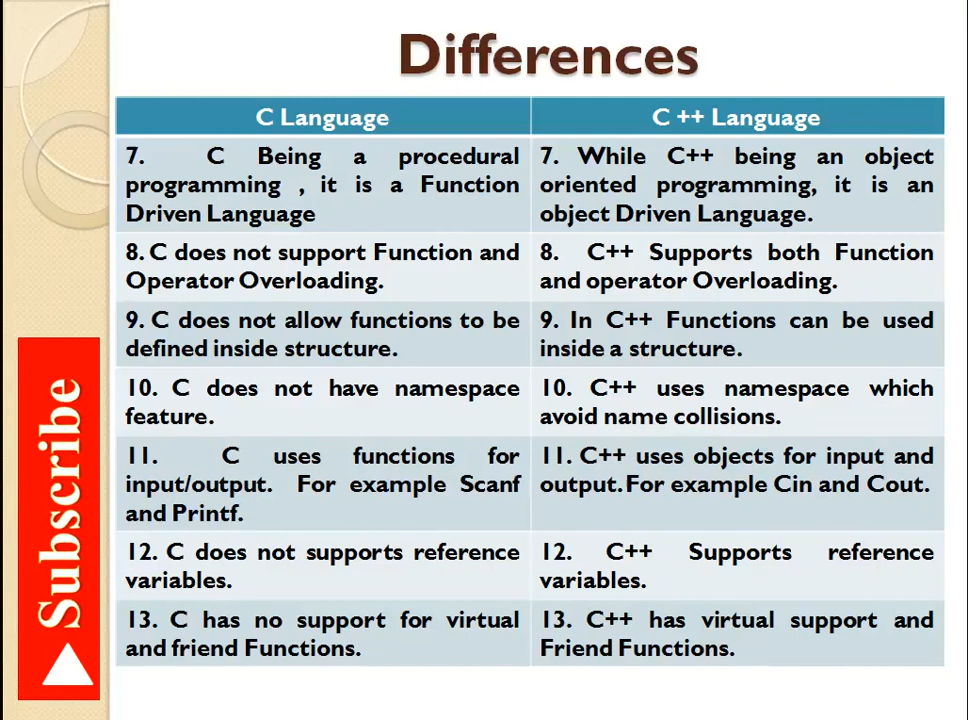 Differences
C Language
C ++ Language
7. C Being a procedural
programming , it is a Function
Driven Language
7. While C++ being an object
oriented programming, it is an
object Driven Language.
8. C does not support Function and
Operator Overloading.
8. C++ Supports both Function
and operator Overloading.
9. C does not allow functions to be
defined inside structure.
9. In C++ Functions can be used
inside a structure.
10. C does not have namespace
feature.
10. C++ uses namespace which
avoid name collisions.
11. C uses functions for
input/output. For example Scanf
and Printf.
11. C++ uses objects for input and
output. For example Cin and Cout.
12. C does not supports reference
variables.
12. C++ Supports reference
variables.
13. C has no support for virtual
and friend Functions.
13. C++ has virtual support and
Friend Functions.
Subscribe